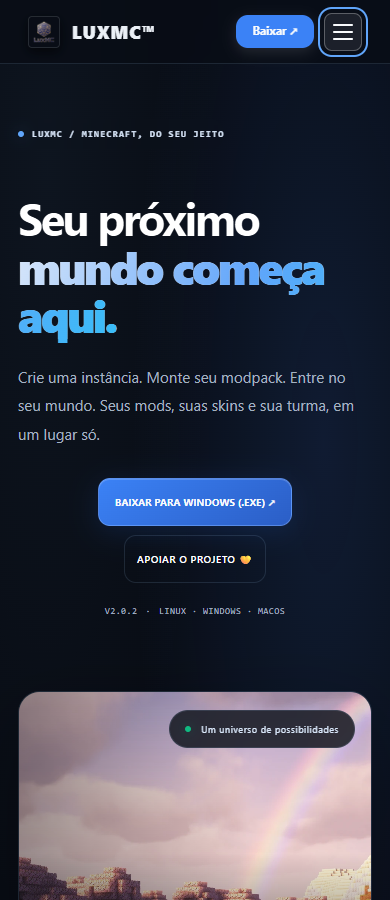 LUXMC™
Baixar ↗
LUXMC / MINECRAFT, DO SEU JEITO
Seu próximo
mundo começa
aqui.
Crie uma instância. Monte seu modpack. Entre no
seu mundo. Seus mods, suas skins e sua turma, em
um lugar só.
BAIXAR PARA WINDOWS (.EXE) ↗
APOIAR O PROJETO 🤝
V2.0.2 · LINUX · WINDOWS · MACOS
Um universo de possibilidades